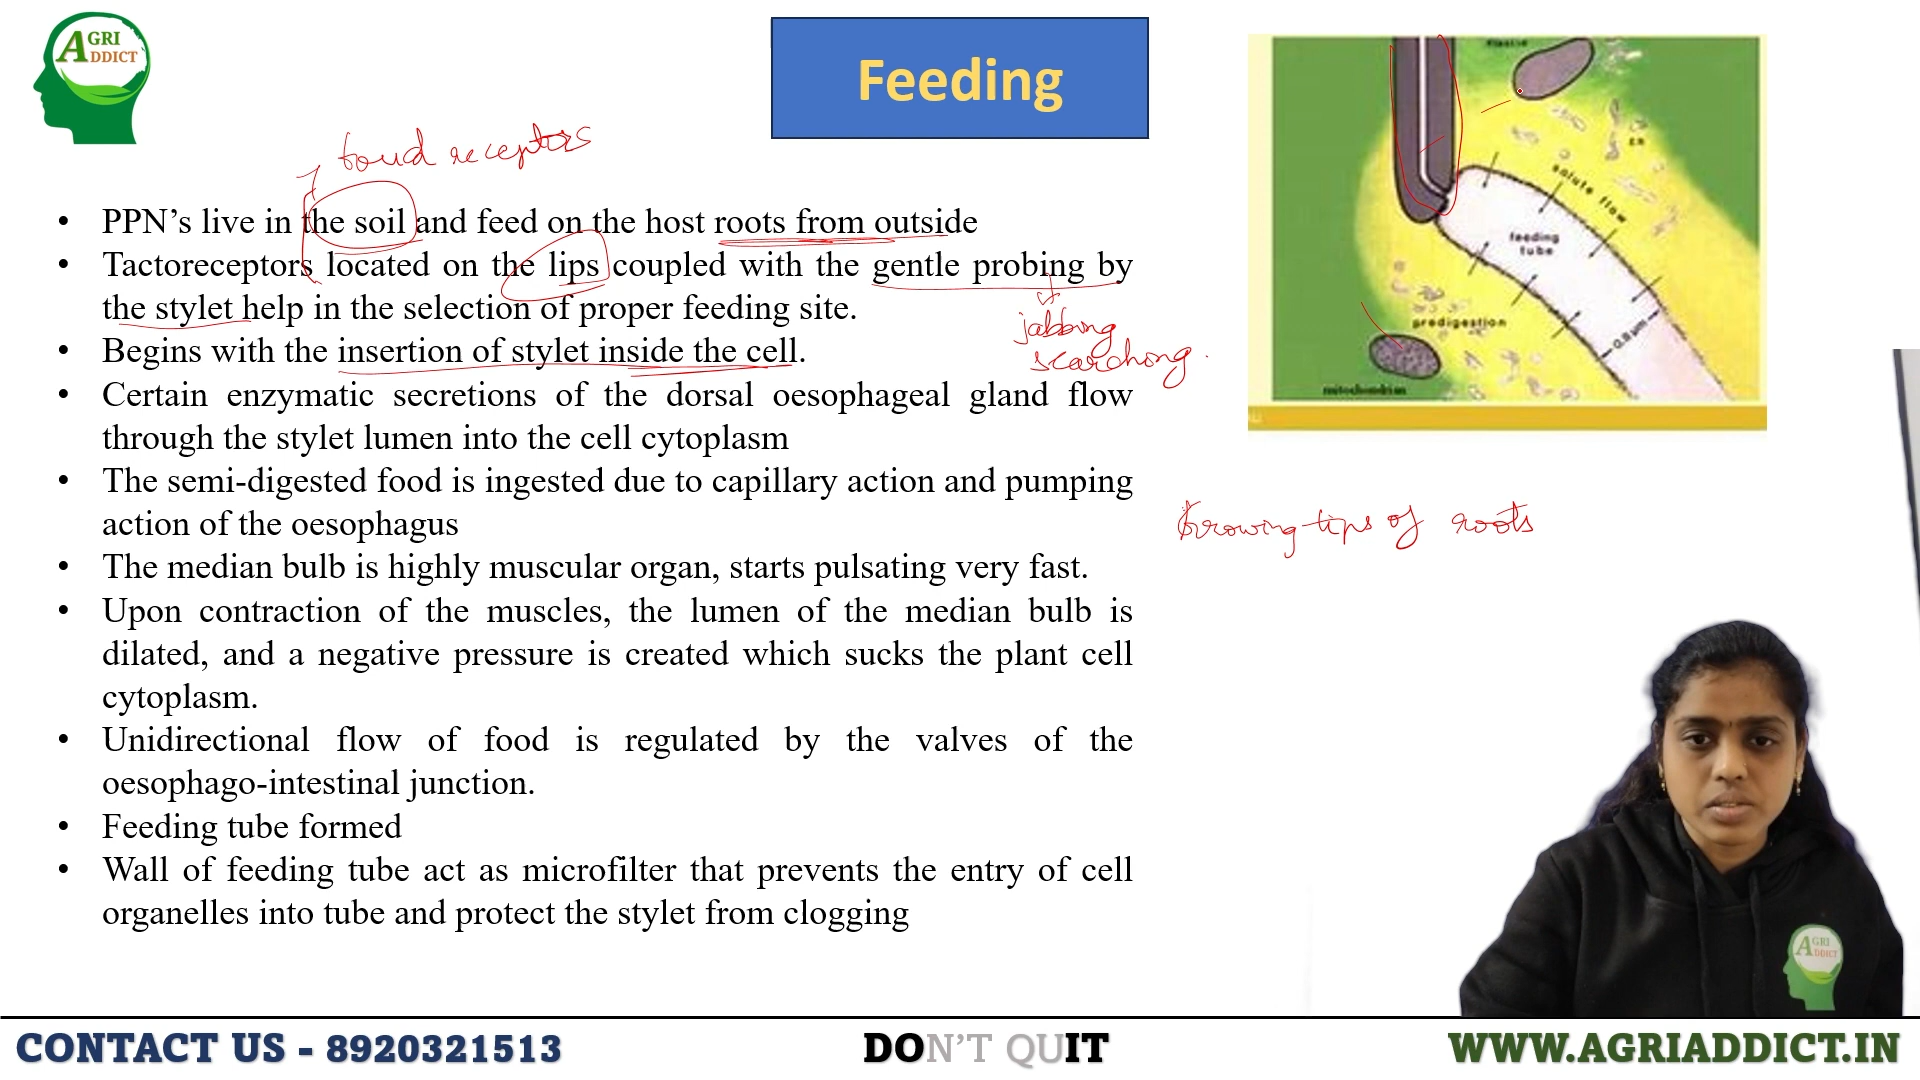 AGRI
ADDICT
Feeding
touch receptors
• PPN’s live in the soil and feed on the host roots from outside
• Tactoreceptors located on the lips coupled with the gentle probing by
the stylet help in the selection of proper feeding site.
jabbing
searching.
• Begins with the insertion of stylet inside the cell.
• Certain enzymatic secretions of the dorsal oesophageal gland flow
through the stylet lumen into the cell cytoplasm
• The semi-digested food is ingested due to capillary action and pumping
action of the oesophagus
• The median bulb is highly muscular organ, starts pulsating very fast.
• Upon contraction of the muscles, the lumen of the median bulb is
dilated, and a negative pressure is created which sucks the plant cell
cytoplasm.
• Unidirectional flow of food is regulated by the valves of the
oesophago-intestinal junction.
• Feeding tube formed
• Wall of feeding tube act as microfilter that prevents the entry of cell
organelles into tube and protect the stylet from clogging
ER
solute flow
feeding
tube
predigestion
0,8 µm
mitochondrian
Growing tips of roots
AGRI
ADDICT
CONTACT US - 8920321513
DON’T QUIT
WWW.AGRIADDICT.IN